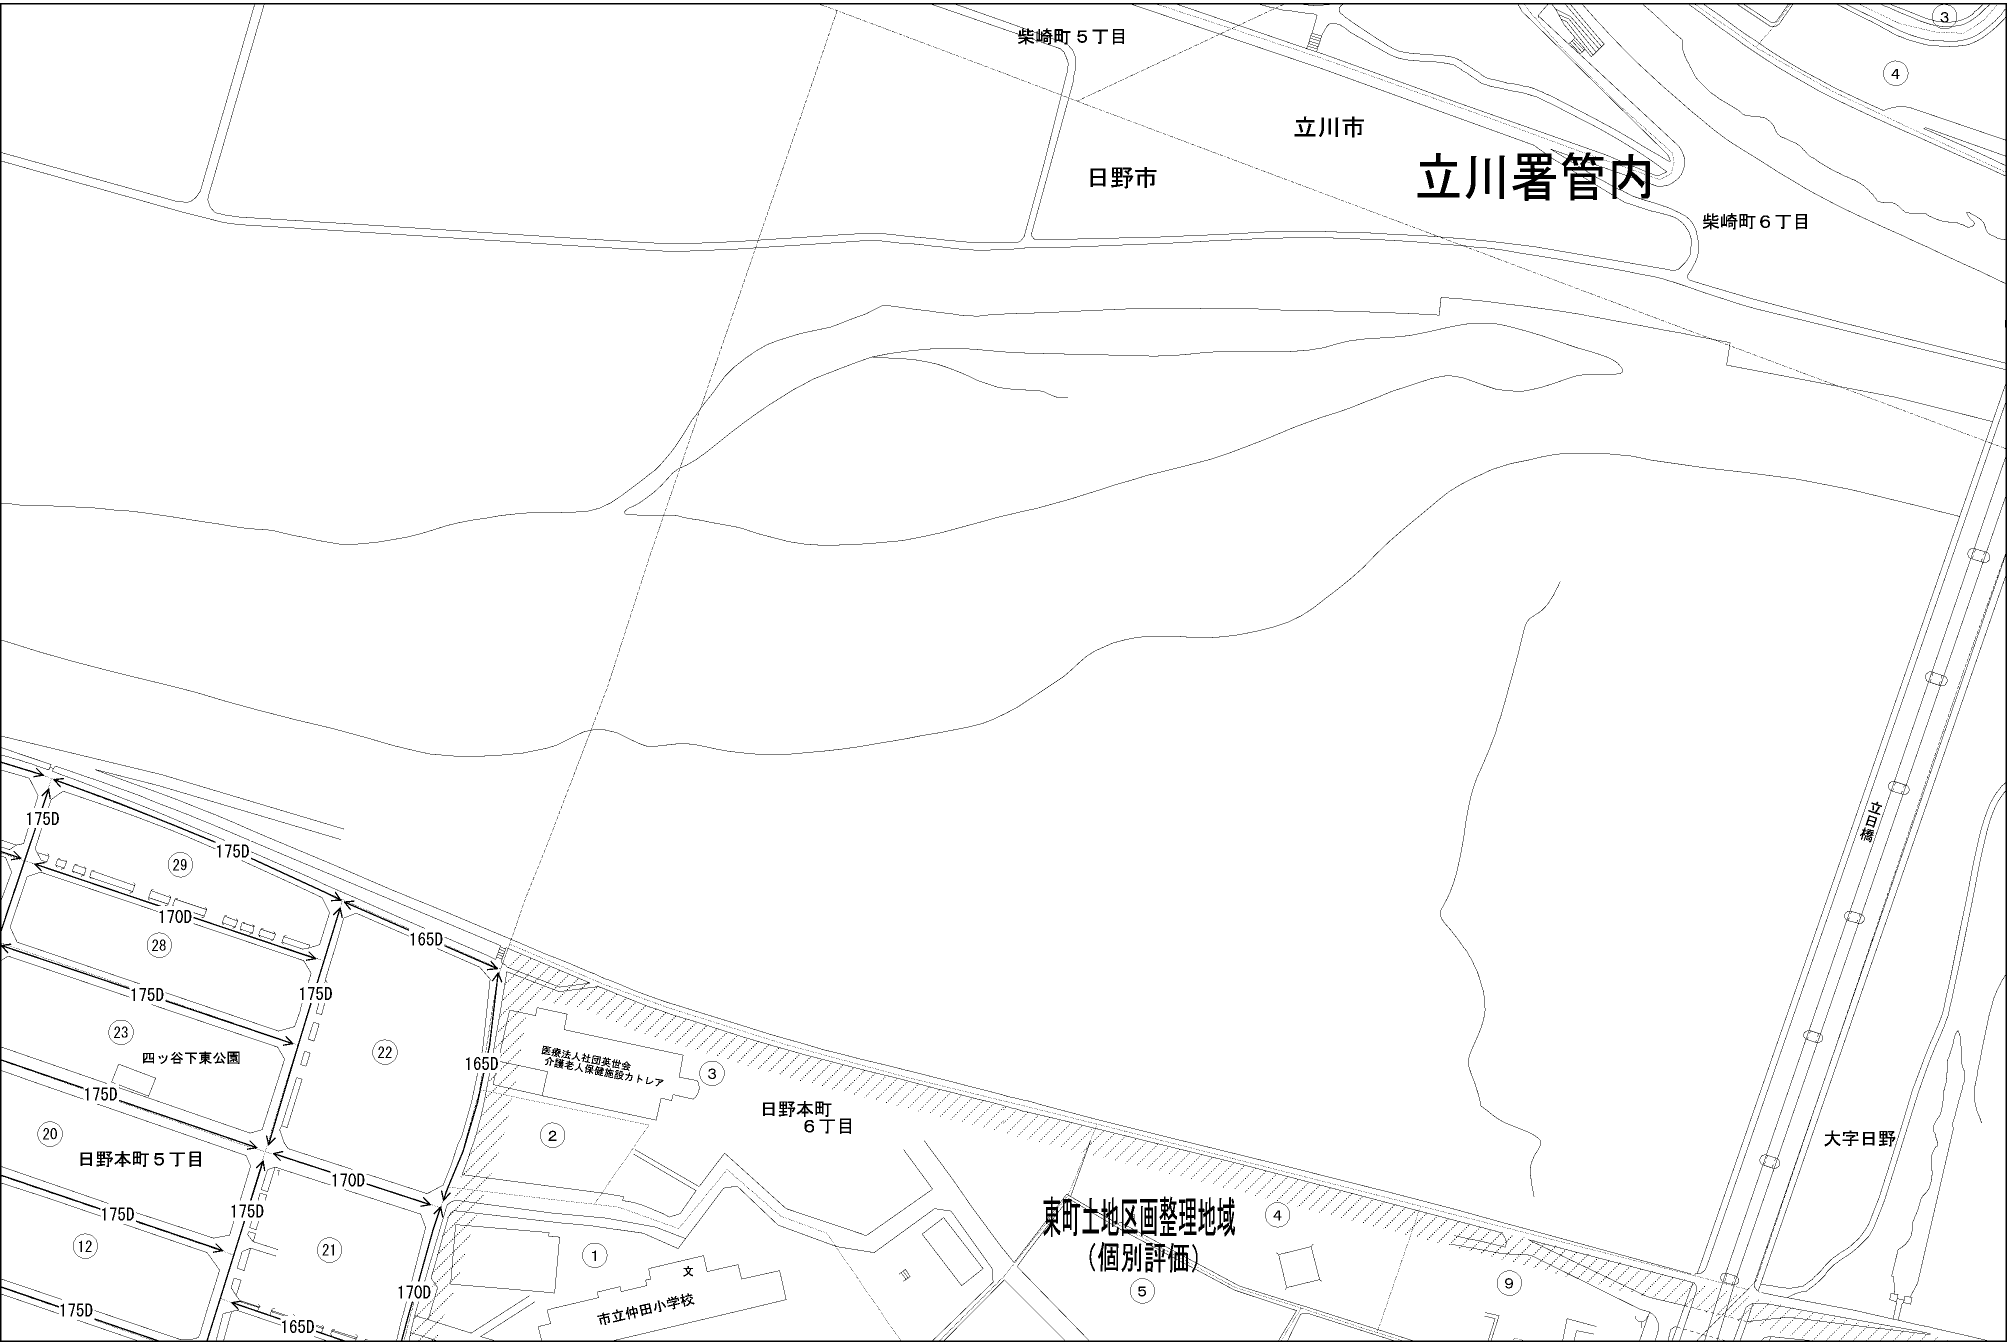 柴崎町５丁目
3
4
立川市
日野市
立川署管内
柴崎町６丁目
立日橋
175D
175D
29
170D
28
165D
175D
175D
23
四ッ谷下東公園
22
165D
175D
医療法人社団英世会
介護老人保健施設カトレア
3
日野本町
６丁目
20
2
日野本町５丁目
170D
大字日野
175D
175D
12
21
1
東町土地区画整理地域
（個別評価）
4
文
5
9
170D
175D
165D
市立仲田小学校